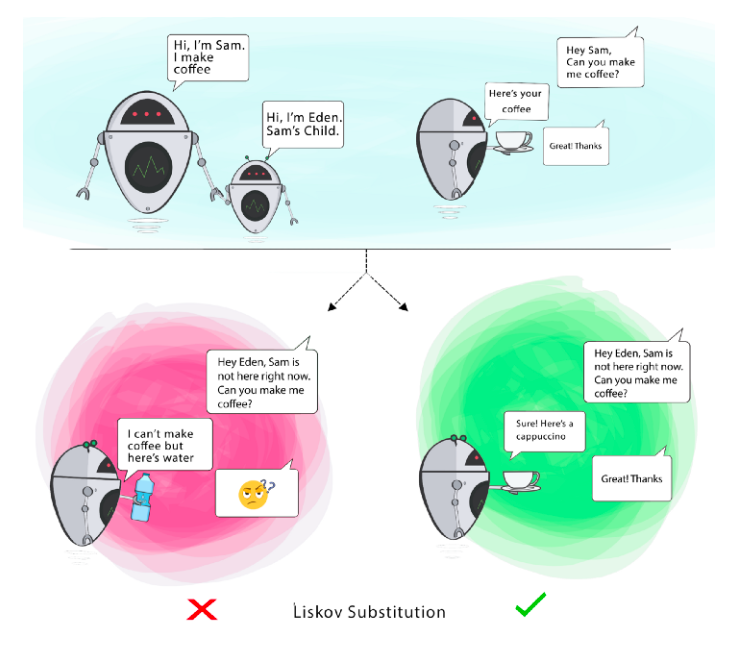 Hi, I'm Sam.
I make
coffee
Hi, I'm Eden.
Sam's Child.
Hey Sam,
Can you make
me coffee?
Here's your
coffee
Great! Thanks
Hey Eden, Sam is
not here right now.
Can you make me
coffee?
I can't make
coffee but
here's water
??
Hey Eden, Sam is
not here right now.
Can you make me
coffee?
Sure! Here's a
cappuccino
Great! Thanks
Liskov Substitution